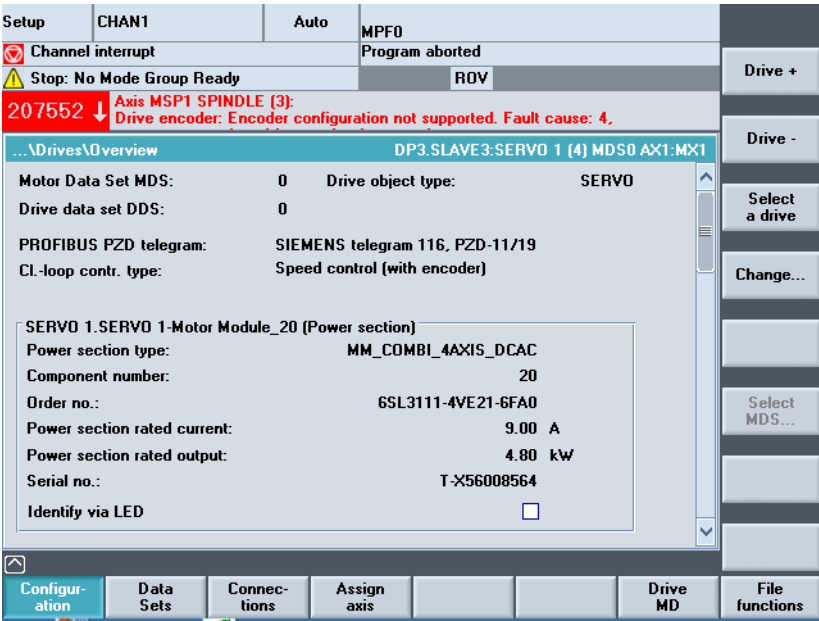 Setup CHAN1 Auto MPF0
Channel interrupt Program aborted
Stop: No Mode Group Ready ROV
207552 Axis MSP1 SPINDLE (3):
Drive encoder: Encoder configuration not supported. Fault cause: 4,
...\Drives\Overview DP3.SLAVE3:SERVO 1 (4) MDS0 AX1:MX1
Motor Data Set MDS: 0 Drive object type: SERVO
Drive data set DDS: 0
PROFIBUS PZD telegram: SIEMENS telegram 116, PZD-11/19
Cl.-loop contr. type: Speed control (with encoder)
SERVO 1.SERVO 1-Motor Module_20 (Power section)
Power section type: MM_COMBI_4AXIS_DCAC
Component number: 20
Order no.: 6SL3111-4VE21-6FA0
Power section rated current: 9.00 A
Power section rated output: 4.80 kW
Serial no.: T-X56008564
Identify via LED
Drive +
Drive -
Select
a drive
Change...
Select
MDS...
Configur-
ation
Data
Sets
Connec-
tions
Assign
axis
Drive
MD
File
functions